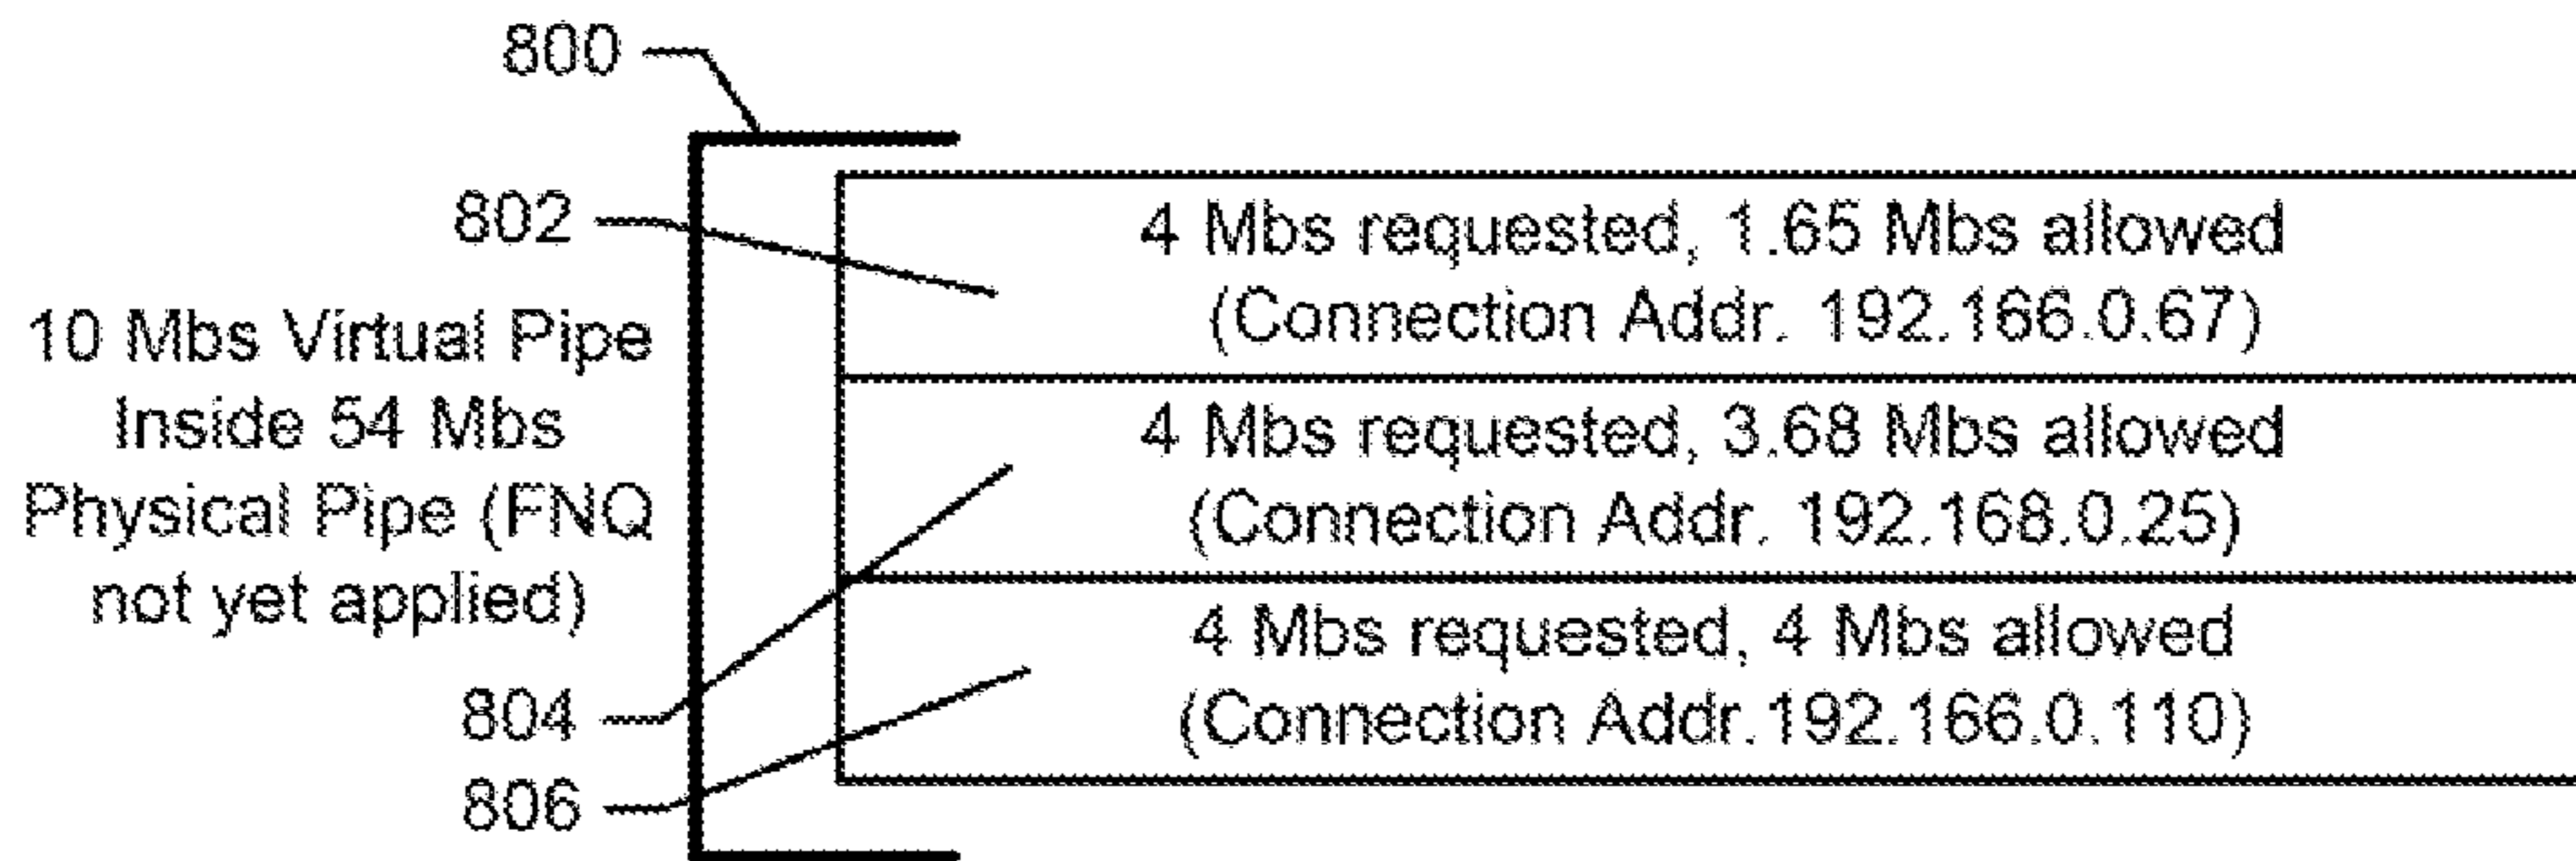 800
802
4 Mbs requested, 1.65 Mbs allowed
(Connection Addr. 192.166.0.67)
10 Mbs Virtual Pipe
Inside 54 Mbs
Physical Pipe (FNQ
not yet applied)
4 Mbs requested, 3.68 Mbs allowed
(Connection Addr. 192.168.0.25)
804
4 Mbs requested, 4 Mbs allowed
(Connection Addr.192.166.0.110)
806